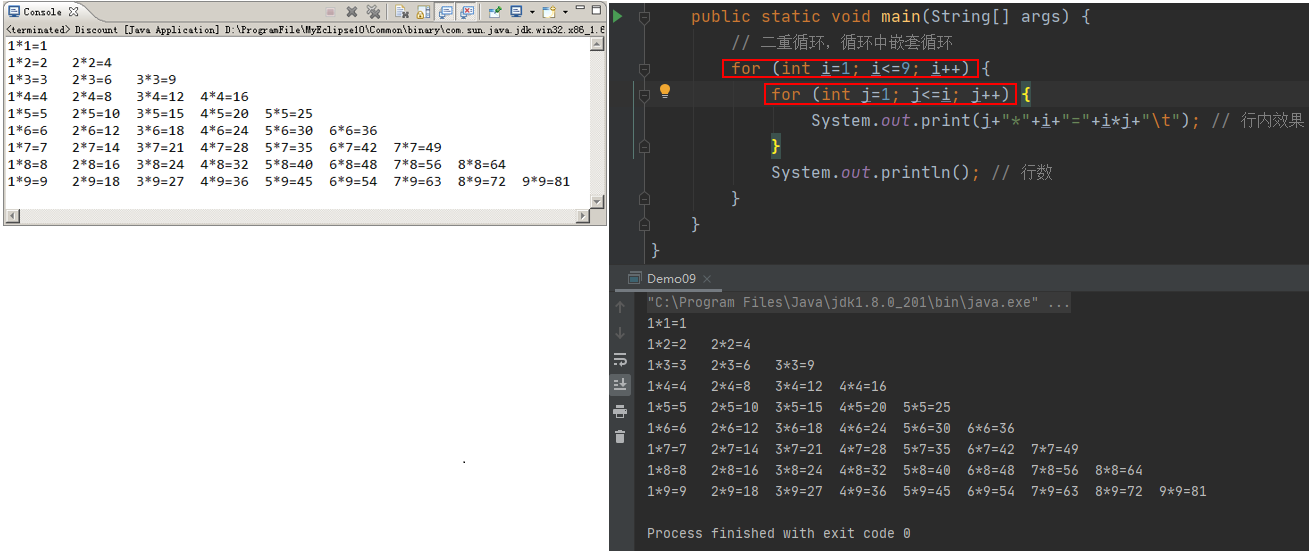 Console
<terminated> Discount [Java Application] D:\ProgramFile\MyEclipse10\Common\binary\com.sun.java.jdk.win32.x86_1.6
1*1=1
1*2=2 2*2=4
1*3=3 2*3=6 3*3=9
1*4=4 2*4=8 3*4=12 4*4=16
1*5=5 2*5=10 3*5=15 4*5=20 5*5=25
1*6=6 2*6=12 3*6=18 4*6=24 5*6=30 6*6=36
1*7=7 2*7=14 3*7=21 4*7=28 5*7=35 6*7=42 7*7=49
1*8=8 2*8=16 3*8=24 4*8=32 5*8=40 6*8=48 7*8=56 8*8=64
1*9=9 2*9=18 3*9=27 4*9=36 5*9=45 6*9=54 7*9=63 8*9=72 9*9=81
public static void main(String[] args) {
// 二重循环，循环中嵌套循环
for (int i=1; i<=9; i++) {
for (int j=1; j<=i; j++) {
System.out.print(j+"*"+i+"="+i*j+"\t"); // 行内效果
}
System.out.println(); // 行数
}
}
}
Demo09
"C:\Program Files\Java\jdk1.8.0_201\bin\java.exe" ...
1*1=1
1*2=2 2*2=4
1*3=3 2*3=6 3*3=9
1*4=4 2*4=8 3*4=12 4*4=16
1*5=5 2*5=10 3*5=15 4*5=20 5*5=25
1*6=6 2*6=12 3*6=18 4*6=24 5*6=30 6*6=36
1*7=7 2*7=14 3*7=21 4*7=28 5*7=35 6*7=42 7*7=49
1*8=8 2*8=16 3*8=24 4*8=32 5*8=40 6*8=48 7*8=56 8*8=64
1*9=9 2*9=18 3*9=27 4*9=36 5*9=45 6*9=54 7*9=63 8*9=72 9*9=81
Process finished with exit code 0